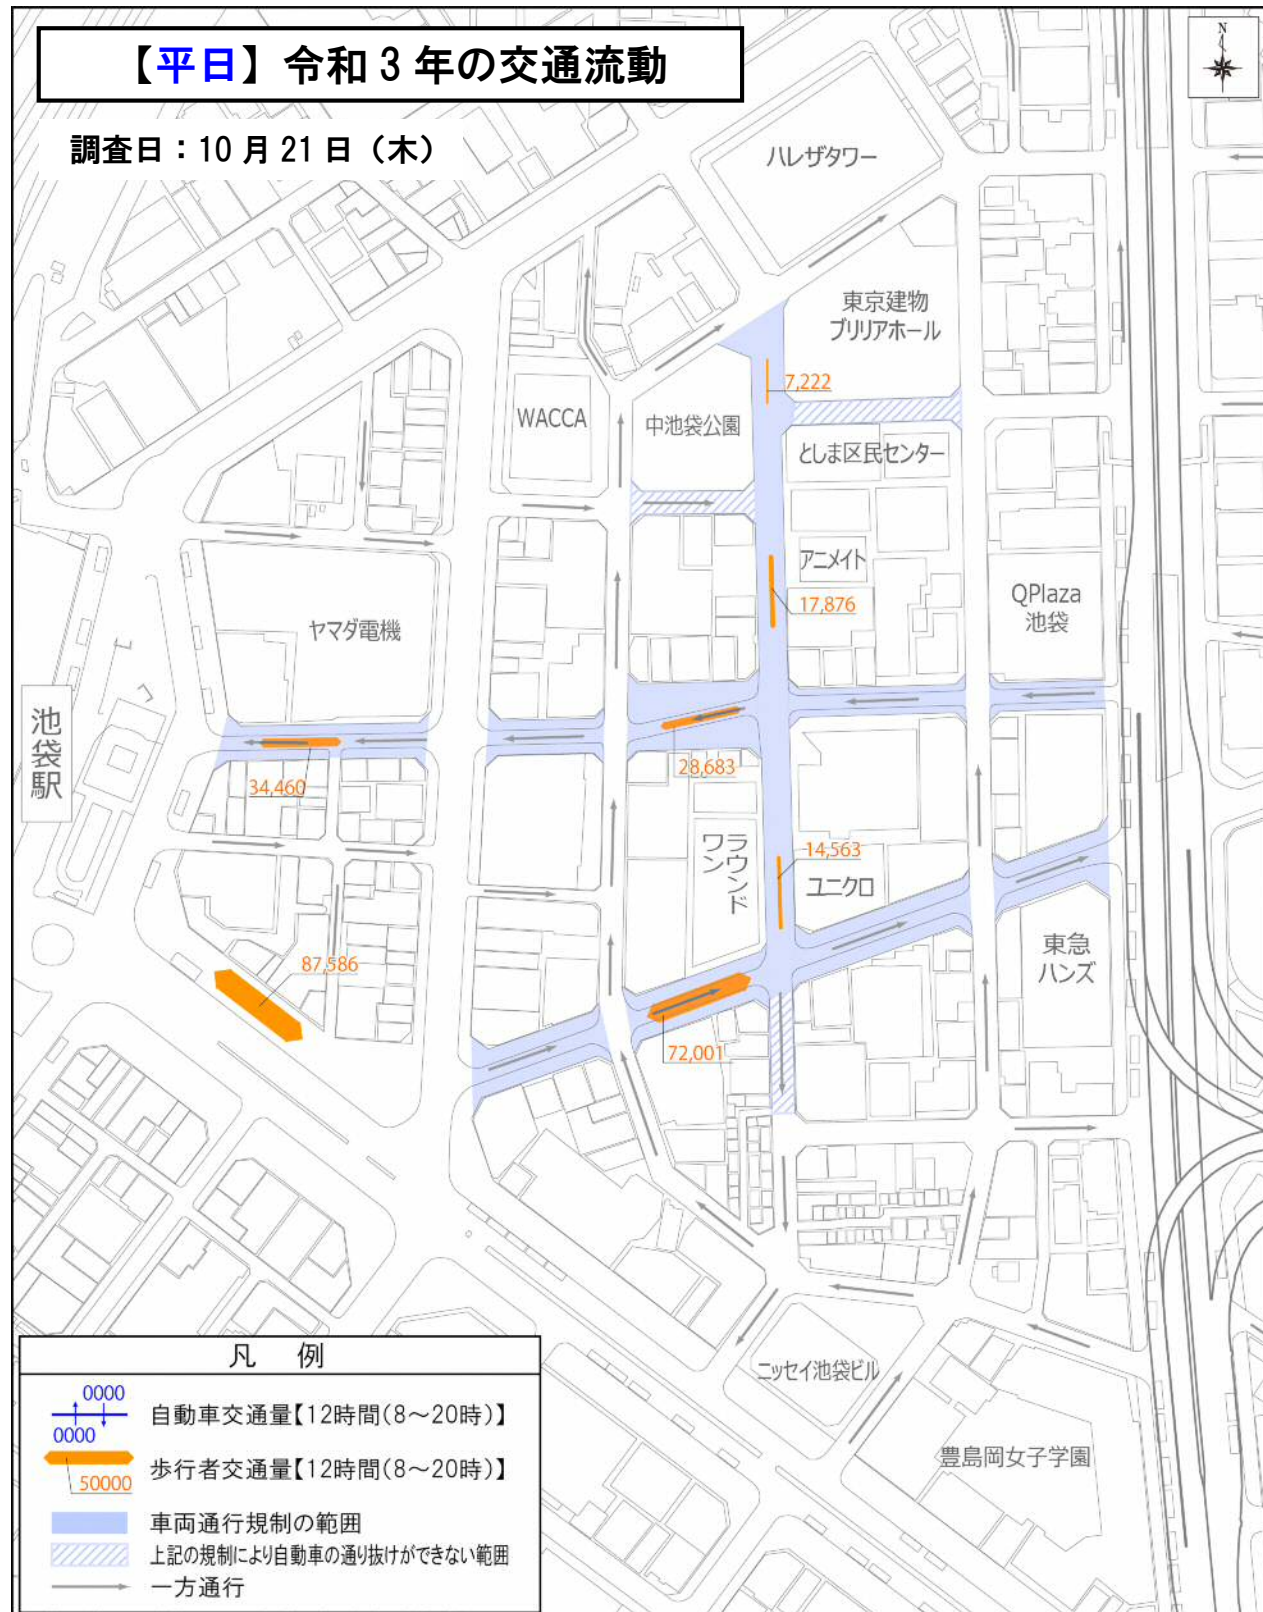 【平日】令和3年の交通流動
N
調査日：10月21日（木）
ハレザタワー
東京建物
ブリリアホール
7,222
WACCA
中池袋公園
としま区民センター
アニメイト
17,876
QPlaza
池袋
ヤマダ電機
池袋駅
34,460
28,683
ラウンド
ワン
14,563
ユニクロ
東急
ハンズ
87,586
72,001
ニッセイ池袋ビル
豊島岡女子学園
凡 例
0000
0000
自動車交通量【12時間(8～20時)】
50000
歩行者交通量【12時間(8～20時)】
車両通行規制の範囲
上記の規制により自動車の通り抜けができない範囲
一方通行